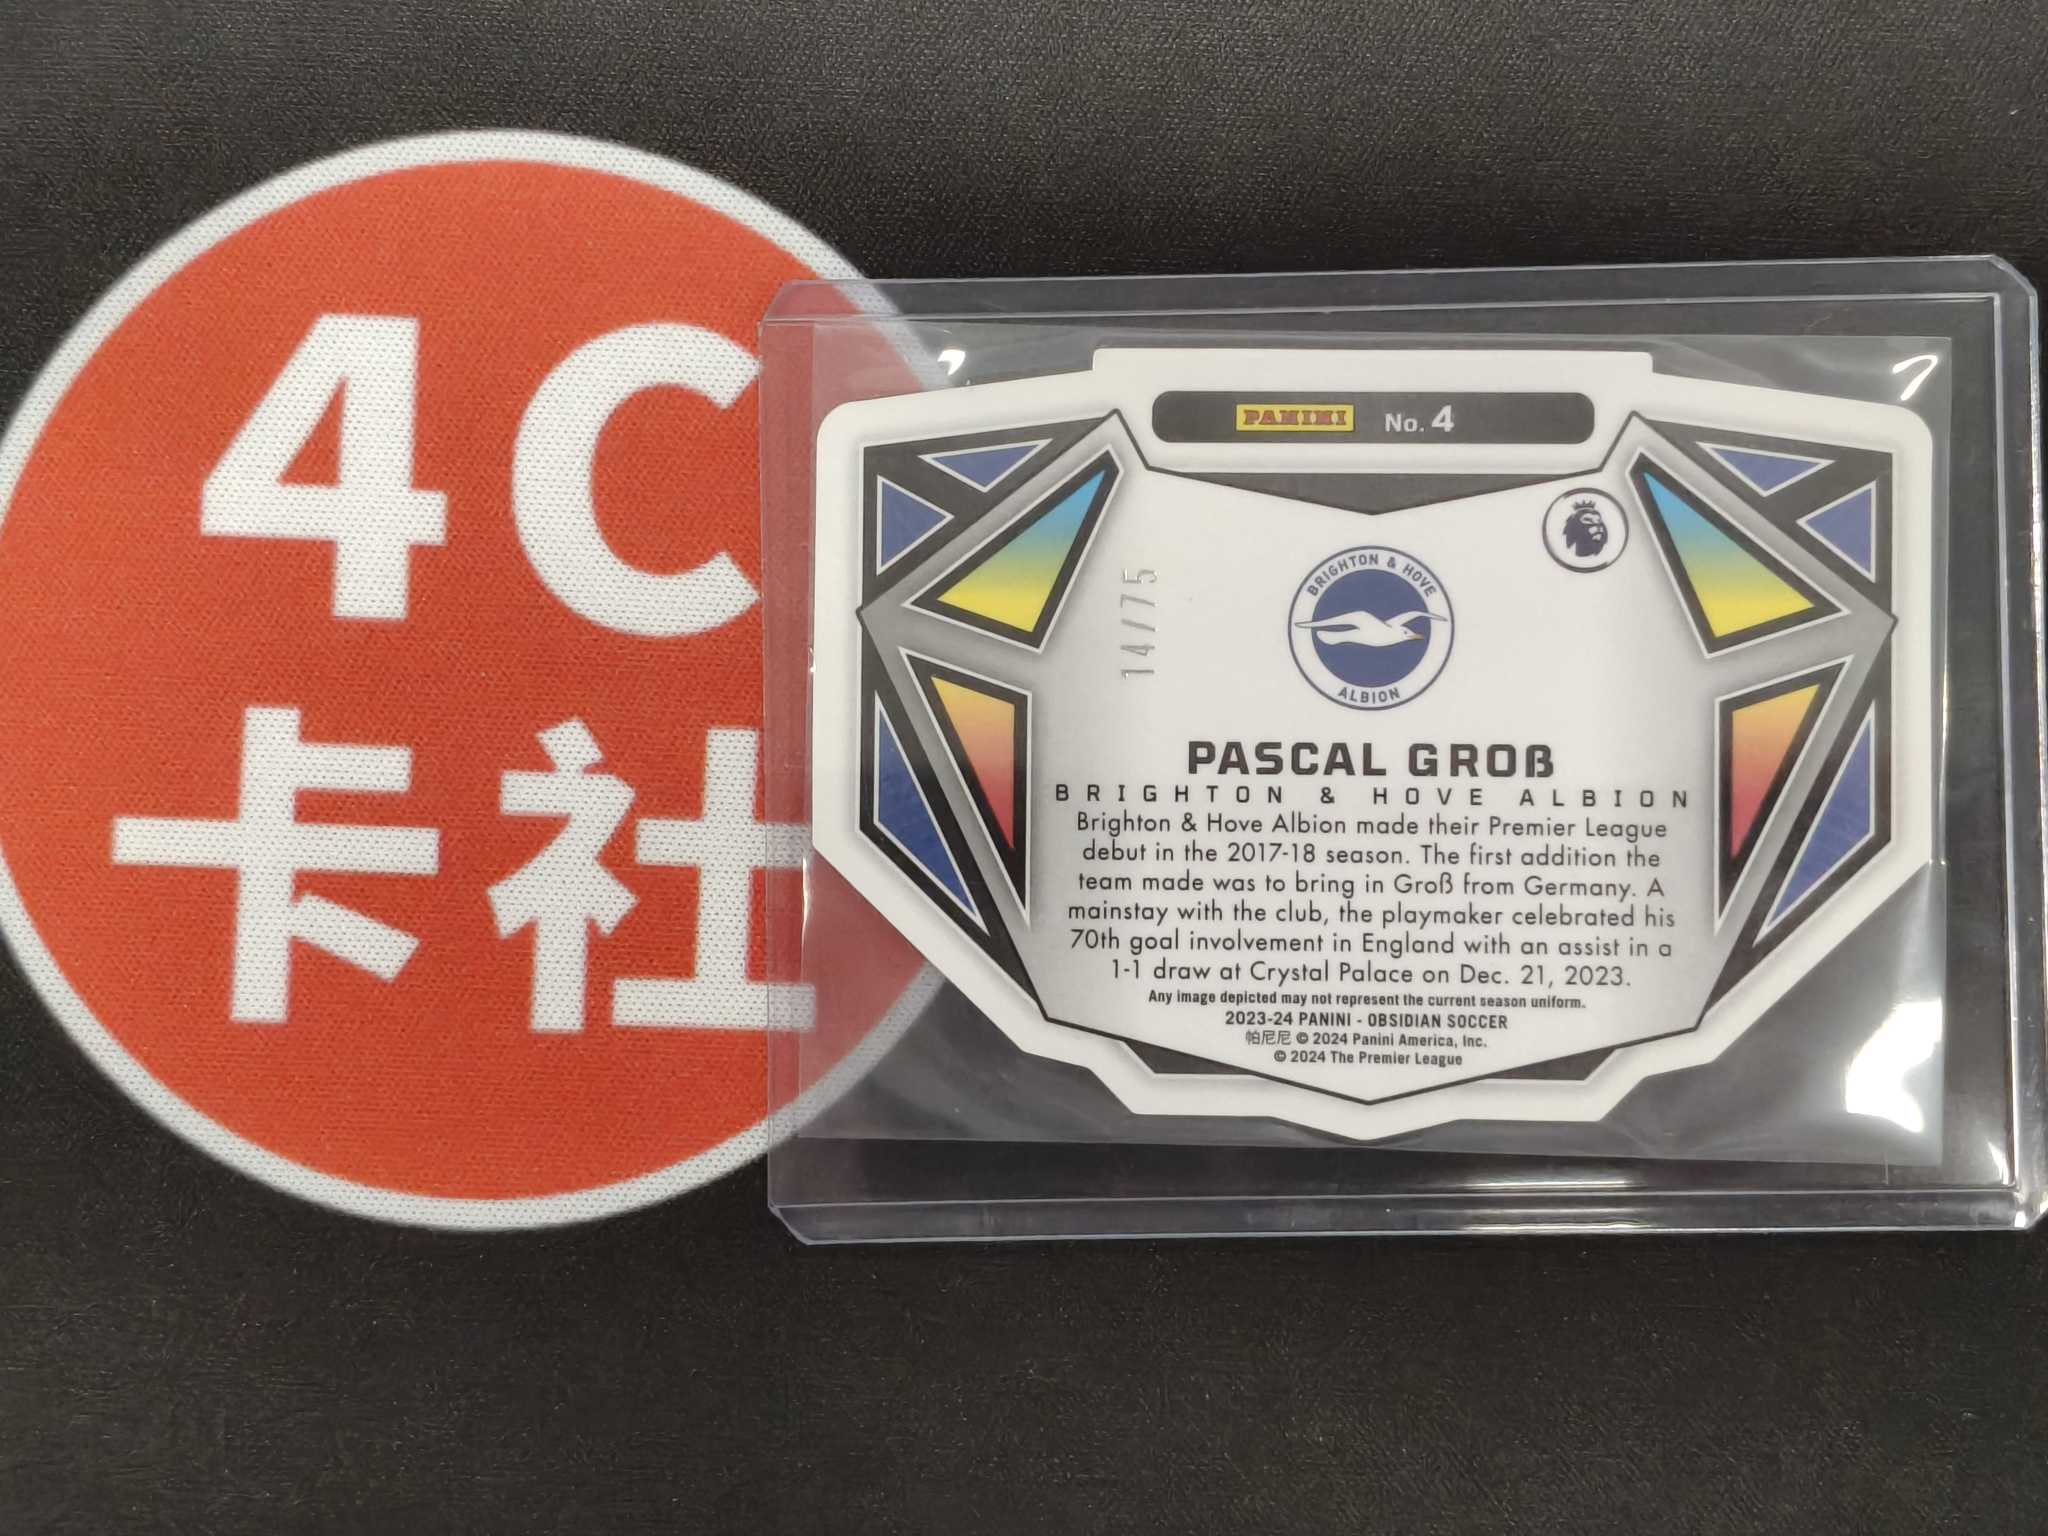 4C
卡社
PANINI No. 4
14/75
BRIGHTON & HOVE
ALBION
PASCAL GROß
BRIGHTON & HOVE ALBION
Brighton & Hove Albion made their Premier League
debut in the 2017-18 season. The first addition the
team made was to bring in Groß from Germany. A
mainstay with the club, the playmaker celebrated his
70th goal involvement in England with an assist in a
1-1 draw at Crystal Palace on Dec. 21, 2023.
Any image depicted may not represent the current season uniform.
2023-24 PANINI - OBSIDIAN SOCCER
帕尼尼 © 2024 Panini America, Inc.
© 2024 The Premier League